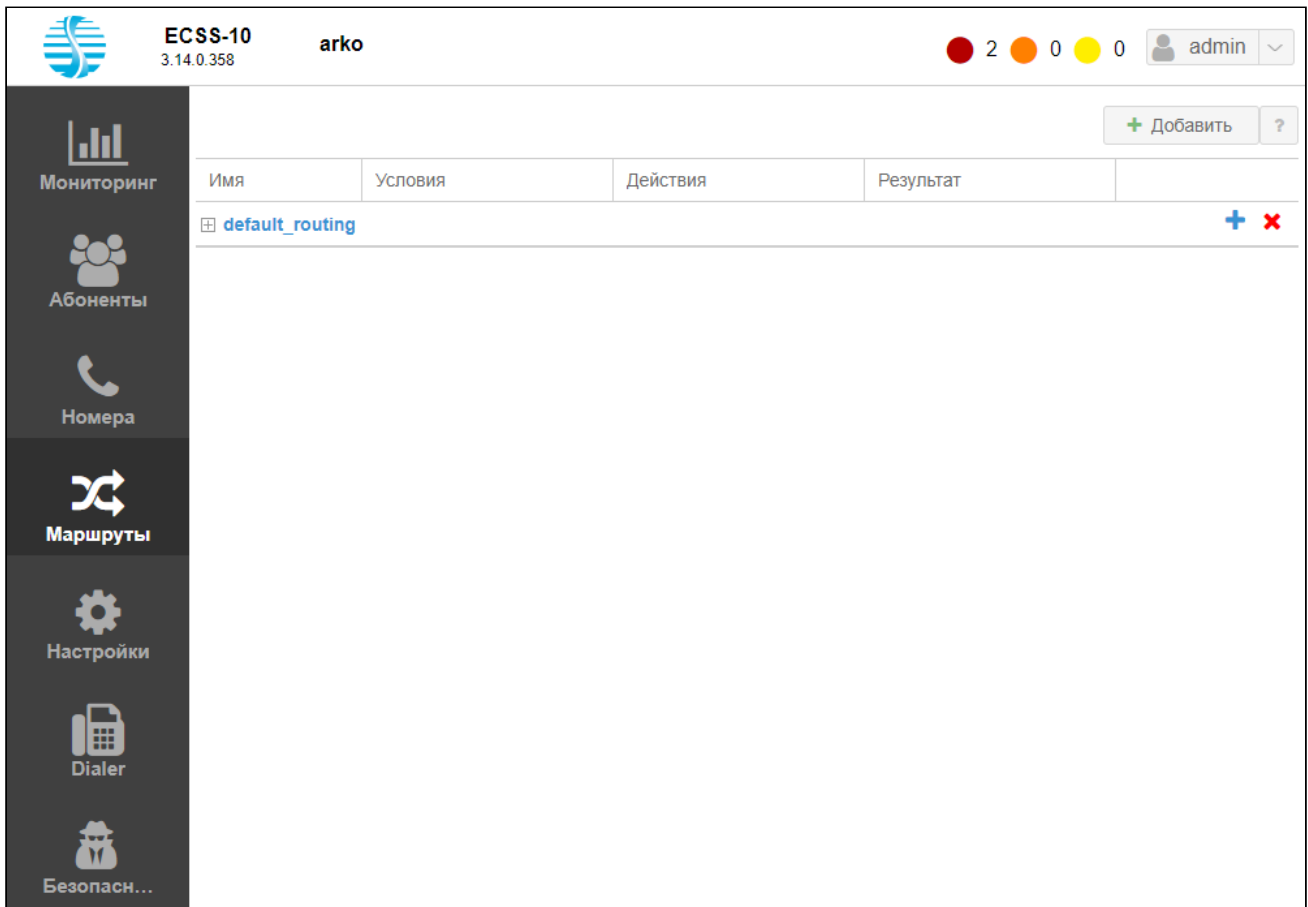 ECSS-10
3.14.0.358
arko
2 0 0 admin
Добавить ?
Мониторинг
Имя Условия Действия Результат
default_routing
Абоненты
Номера
Маршруты
Настройки
Dialer
Безопасн...